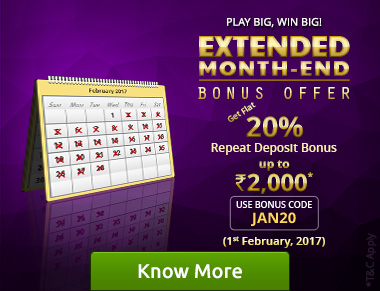 PLAY BIG, WIN BIG!
EXTENDED
MONTH-END
BONUS OFFER
Get Flat
20%
Repeat Deposit Bonus
up to
₹2,000*
USE BONUS CODE
JAN20
(1st February, 2017)
February 2017
Know More
*T&C Apply